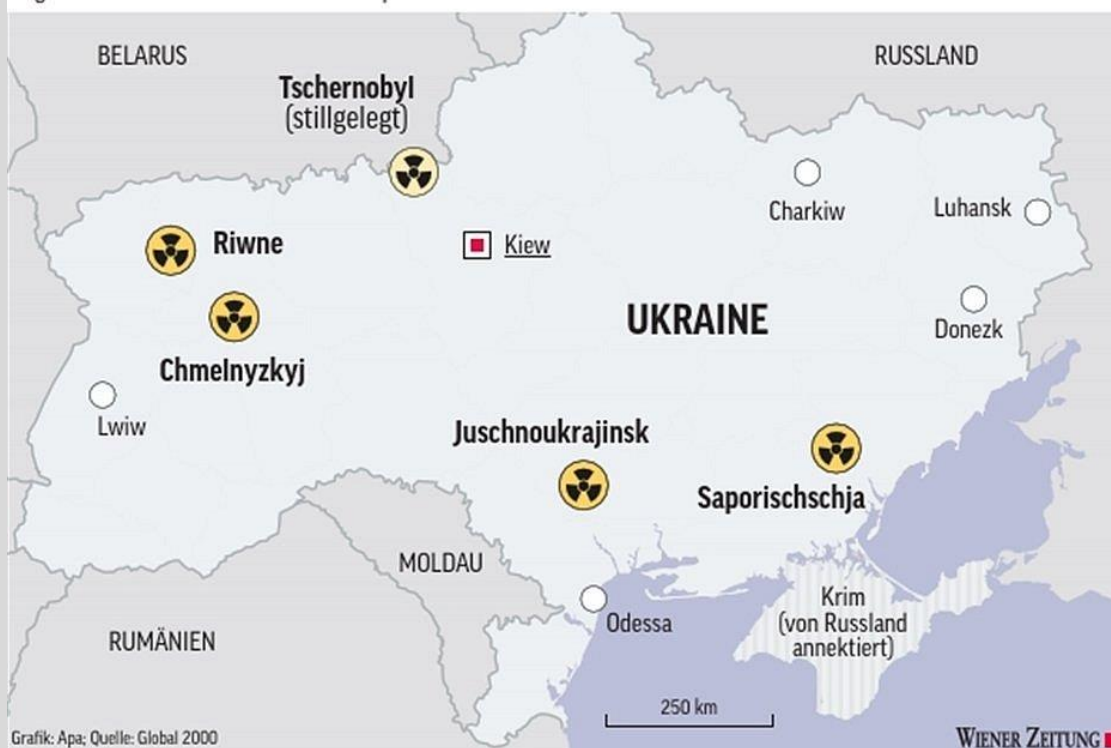 BELARUS
RUSSLAND
Tschernobyl
(stillgelegt)
Charkiw
Luhansk
Riwne
Kiew
UKRAINE
Donezk
Chmelnyzkyj
Lwiw
Juschnoukrajinsk
Saporischschja
MOLDAU
Krim
(von Russland
annektiert)
Odessa
RUMÄNIEN
250 km
Grafik: Apa; Quelle: Global 2000
WIENER ZEITUNG